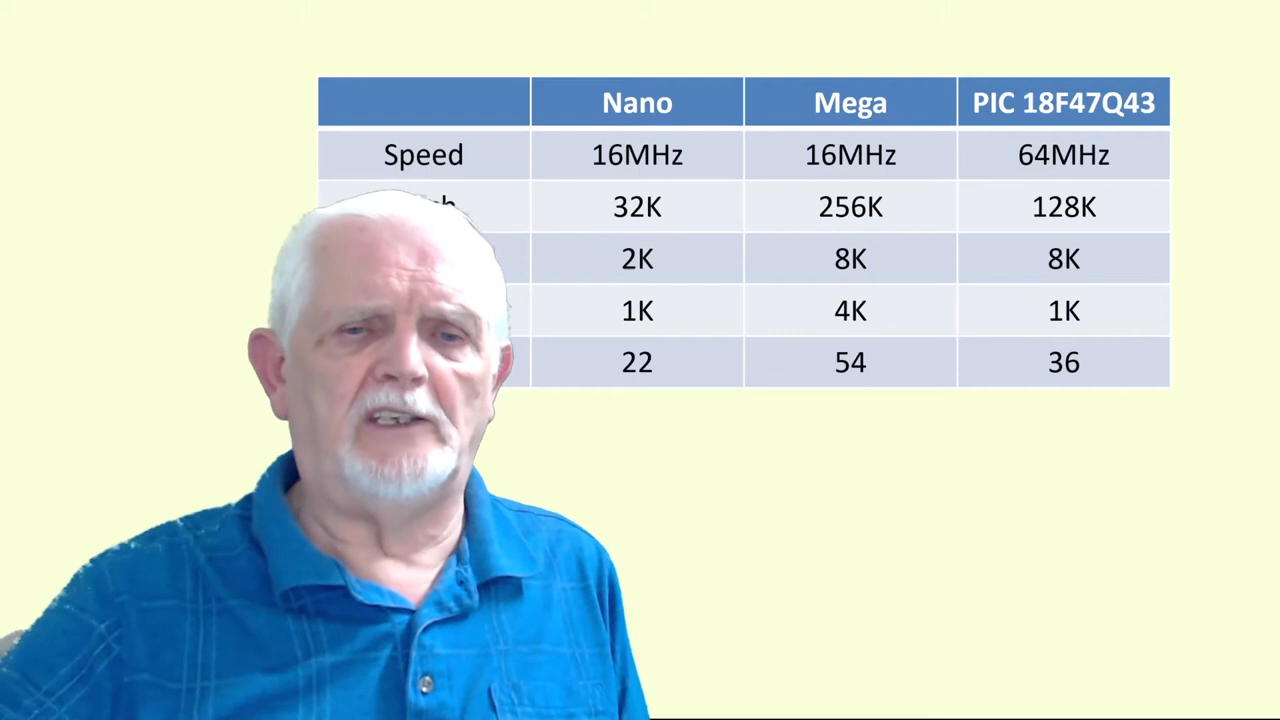 Nano Mega PIC 18F47Q43
Speed 16MHz 16MHz 64MHz
32K 256K 128K
2K 8K 8K
1K 4K 1K
22 54 36